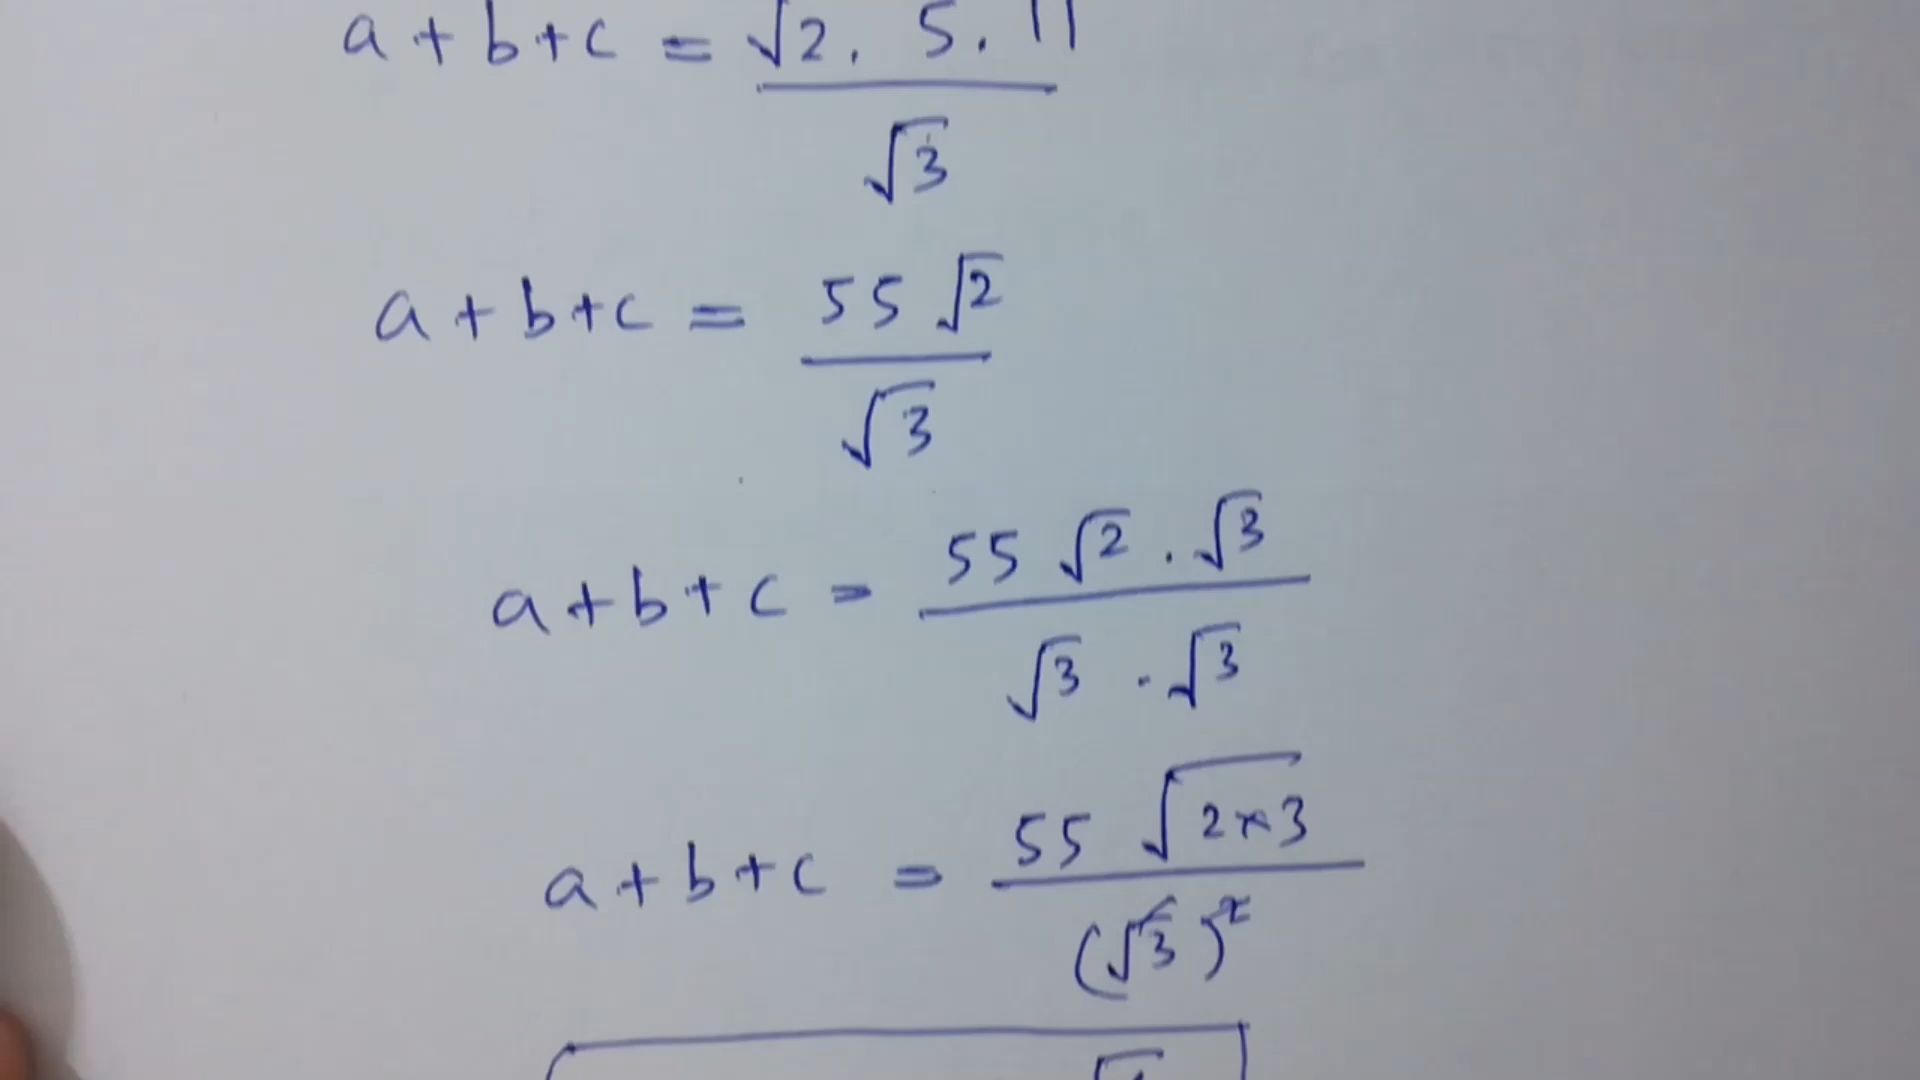 a + b + c = √2 . 5 . 11 / √3
a + b + c = 55 √2 / √3
a + b + c = 55 √2 . √3 / √3 . √3
a + b + c = 55 √2×3 / (√3)²